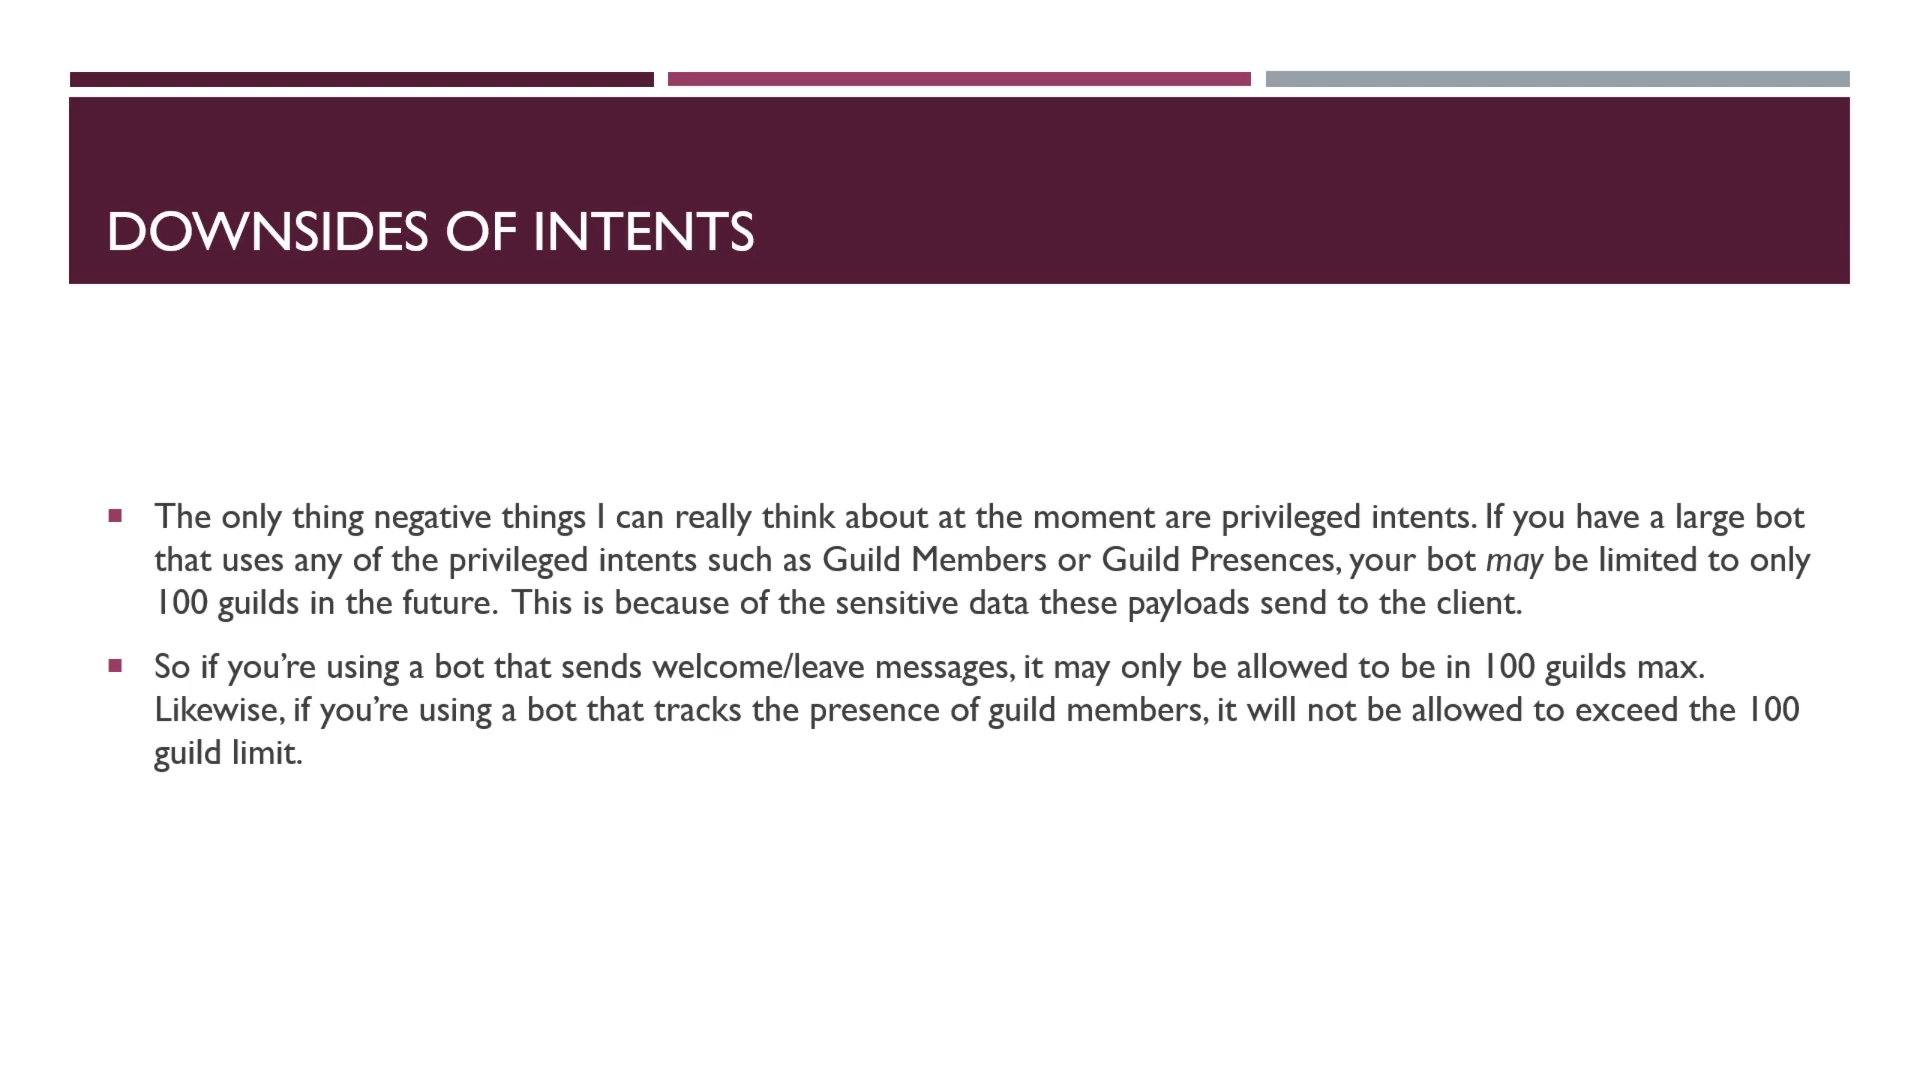 DOWNSIDES OF INTENTS
The only thing negative things I can really think about at the moment are privileged intents. If you have a large bot
that uses any of the privileged intents such as Guild Members or Guild Presences, your bot may be limited to only
100 guilds in the future.  This is because of the sensitive data these payloads send to the client.
So if you’re using a bot that sends welcome/leave messages, it may only be allowed to be in 100 guilds max.
Likewise, if you’re using a bot that tracks the presence of guild members, it will not be allowed to exceed the 100
guild limit.